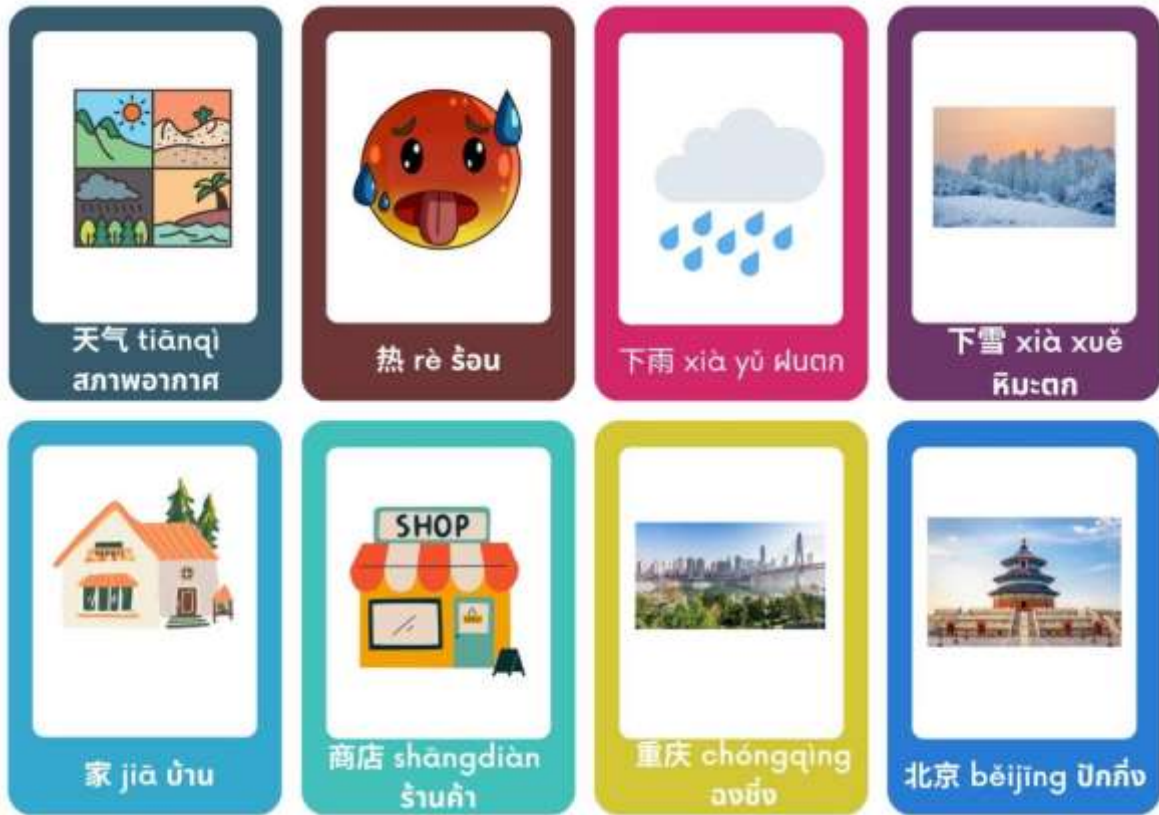 天气 tiānqì
สภาพอากาศ
热 rè ร้อน
下雨 xià yǔ ฝนตก
下雪 xià xuě
หิมะตก
家 jiā บ้าน
SHOP
商店 shāngdiàn
ร้านค้า
重庆 chóngqìng
ฉงชิ่ง
北京 běijīng ปักกิ่ง